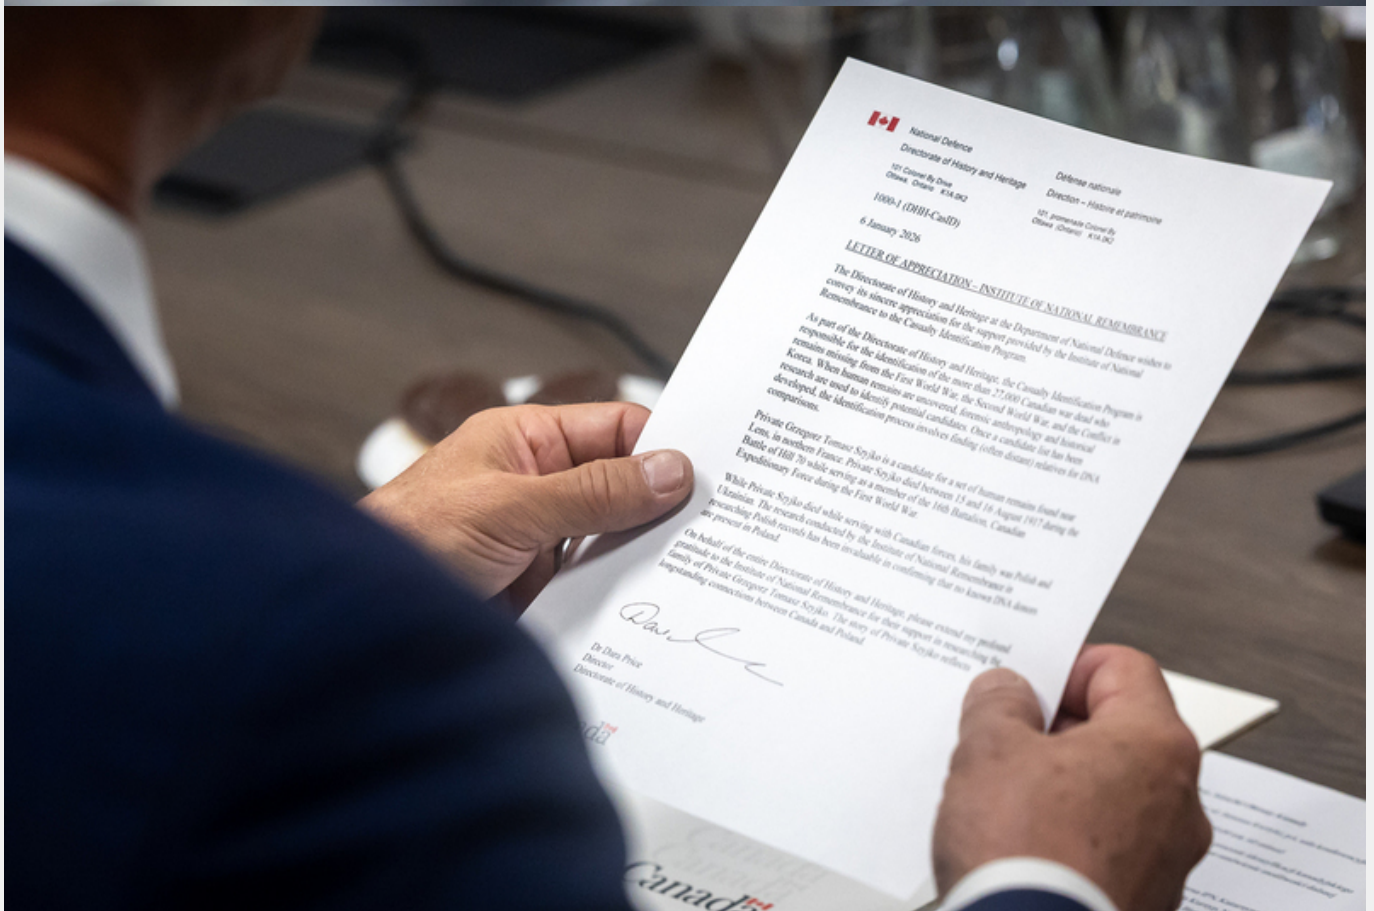 National Defence
Directorate of History and Heritage
101 Colonel By Drive
Ottawa, Ontario K1A 0K2
Défense nationale
Direction – Histoire et patrimoine
101, promenade Colonel By
Ottawa (Ontario) K1A 0K2
1000-1 (DHH-CasID)
6 January 2026
LETTER OF APPRECIATION – INSTITUTE OF NATIONAL REMEMBRANCE
The Directorate of History and Heritage at the Department of National Defence wishes to
convey its sincere appreciation for the support provided by the Institute of National
Remembrance to the Casualty Identification Program.
As part of the Directorate of History and Heritage, the Casualty Identification Program is
responsible for the identification of the more than 27,000 Canadian war dead who
remains missing from the First World War, the Second World War, and the Conflict in
Korea. When human remains are uncovered, forensic anthropology and historical
research are used to identify potential candidates. Once a candidate list has been
developed, the identification process involves finding (often distant) relatives for DNA
comparisons.
Private Grzegorz Tomasz Szyjko is a candidate for a set of human remains found near
Lens, in northern France. Private Szyjko died between 15 and 16 August 1917 during the
Battle of Hill 70 while serving as a member of the 16th Battalion, Canadian
Expeditionary Force during the First World War.
While Private Szyjko died while serving with Canadian forces, his family was Polish and
Ukrainian. The research conducted by the Institute of National Remembrance in
researching Polish records has been invaluable in confirming that no known DNA donors
are present in Poland.
On behalf of the entire Directorate of History and Heritage, please extend my profound
gratitude to the Institute of National Remembrance for their support in researching the
family of Private Grzegorz Tomasz Szyjko. The story of Private Szyjko reflects
longstanding connections between Canada and Poland.
Dr Dara Price
Director
Directorate of History and Heritage
Canada